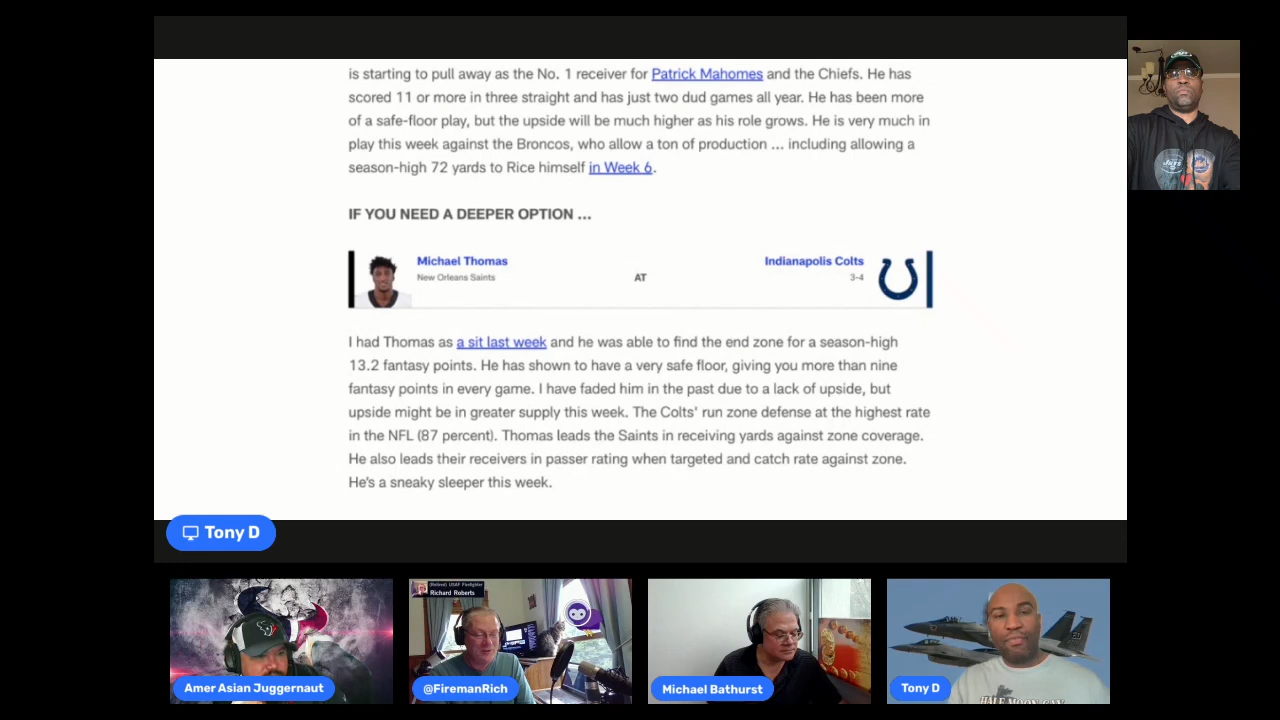 is starting to pull away as the No. 1 receiver for Patrick Mahomes and the Chiefs. He has
scored 11 or more in three straight and has just two dud games all year. He has been more
of a safe-floor play, but the upside will be much higher as his role grows. He is very much in
play this week against the Broncos, who allow a ton of production ... including allowing a
season-high 72 yards to Rice himself in Week 6.
IF YOU NEED A DEEPER OPTION ...
Michael Thomas
New Orleans Saints
AT
Indianapolis Colts
3-4
I had Thomas as a sit last week and he was able to find the end zone for a season-high
13.2 fantasy points. He has shown to have a very safe floor, giving you more than nine
fantasy points in every game. I have faded him in the past due to a lack of upside, but
upside might be in greater supply this week. The Colts' run zone defense at the highest rate
in the NFL (87 percent). Thomas leads the Saints in receiving yards against zone coverage.
He also leads their receivers in passer rating when targeted and catch rate against zone.
He's a sneaky sleeper this week.
Tony D
JETS
Amer Asian Juggernaut
(Retired) USAF Firefighter
Richard Roberts
@FiremanRich
Michael Bathurst
Tony D